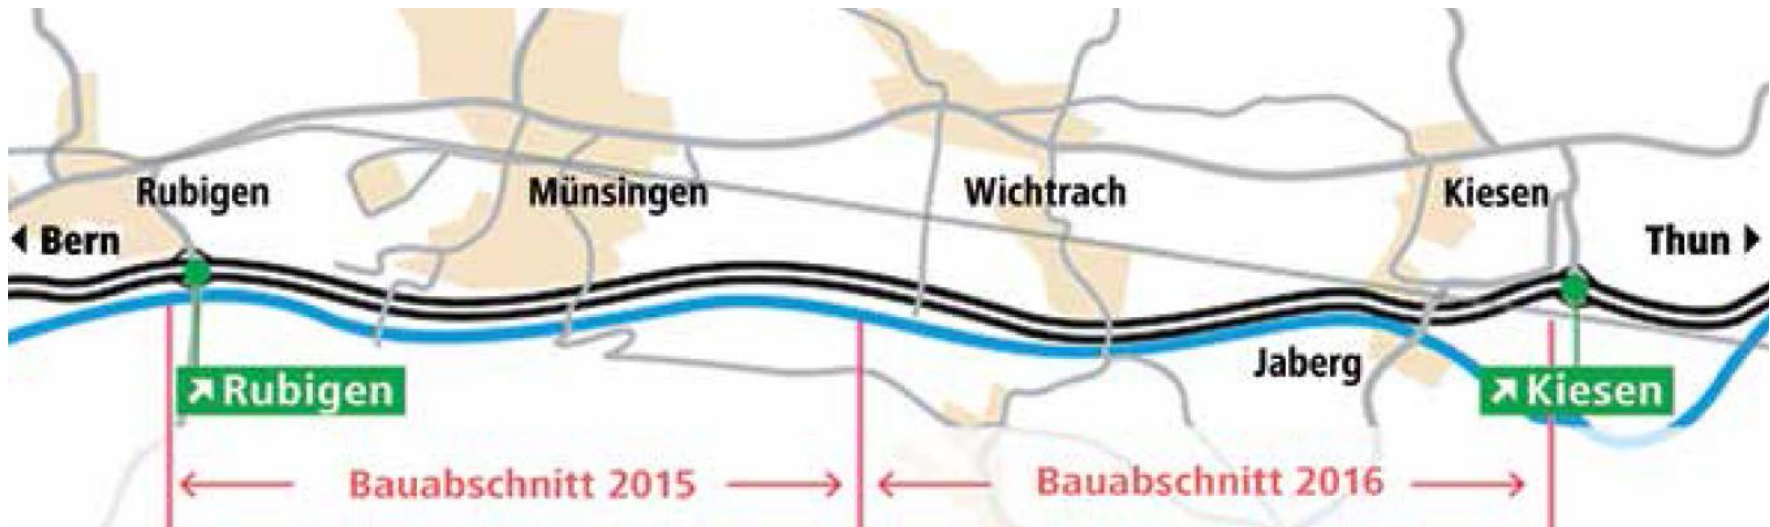 Rubigen
Münsingen
Wichtrach
Kiesen
Bern
Thun
Jaberg
Rubigen
Kiesen
Bauabschnitt 2015
Bauabschnitt 2016